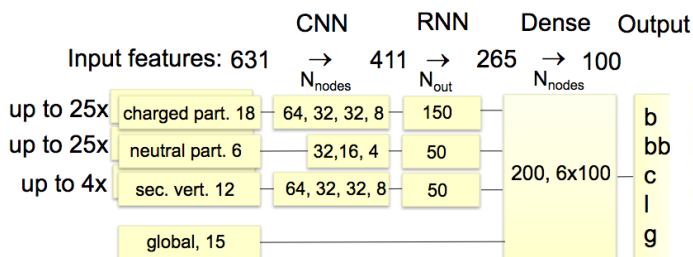 CNN RNN Dense Output
Input features: 631 → 411 → 265 → 100
N_nodes N_out N_nodes
up to 25x charged part. 18 64, 32, 32, 8 150 b
up to 25x neutral part. 6 32,16, 4 50 bb
200, 6x100 c
up to 4x sec. vert. 12 64, 32, 32, 8 50
l
global, 15 g